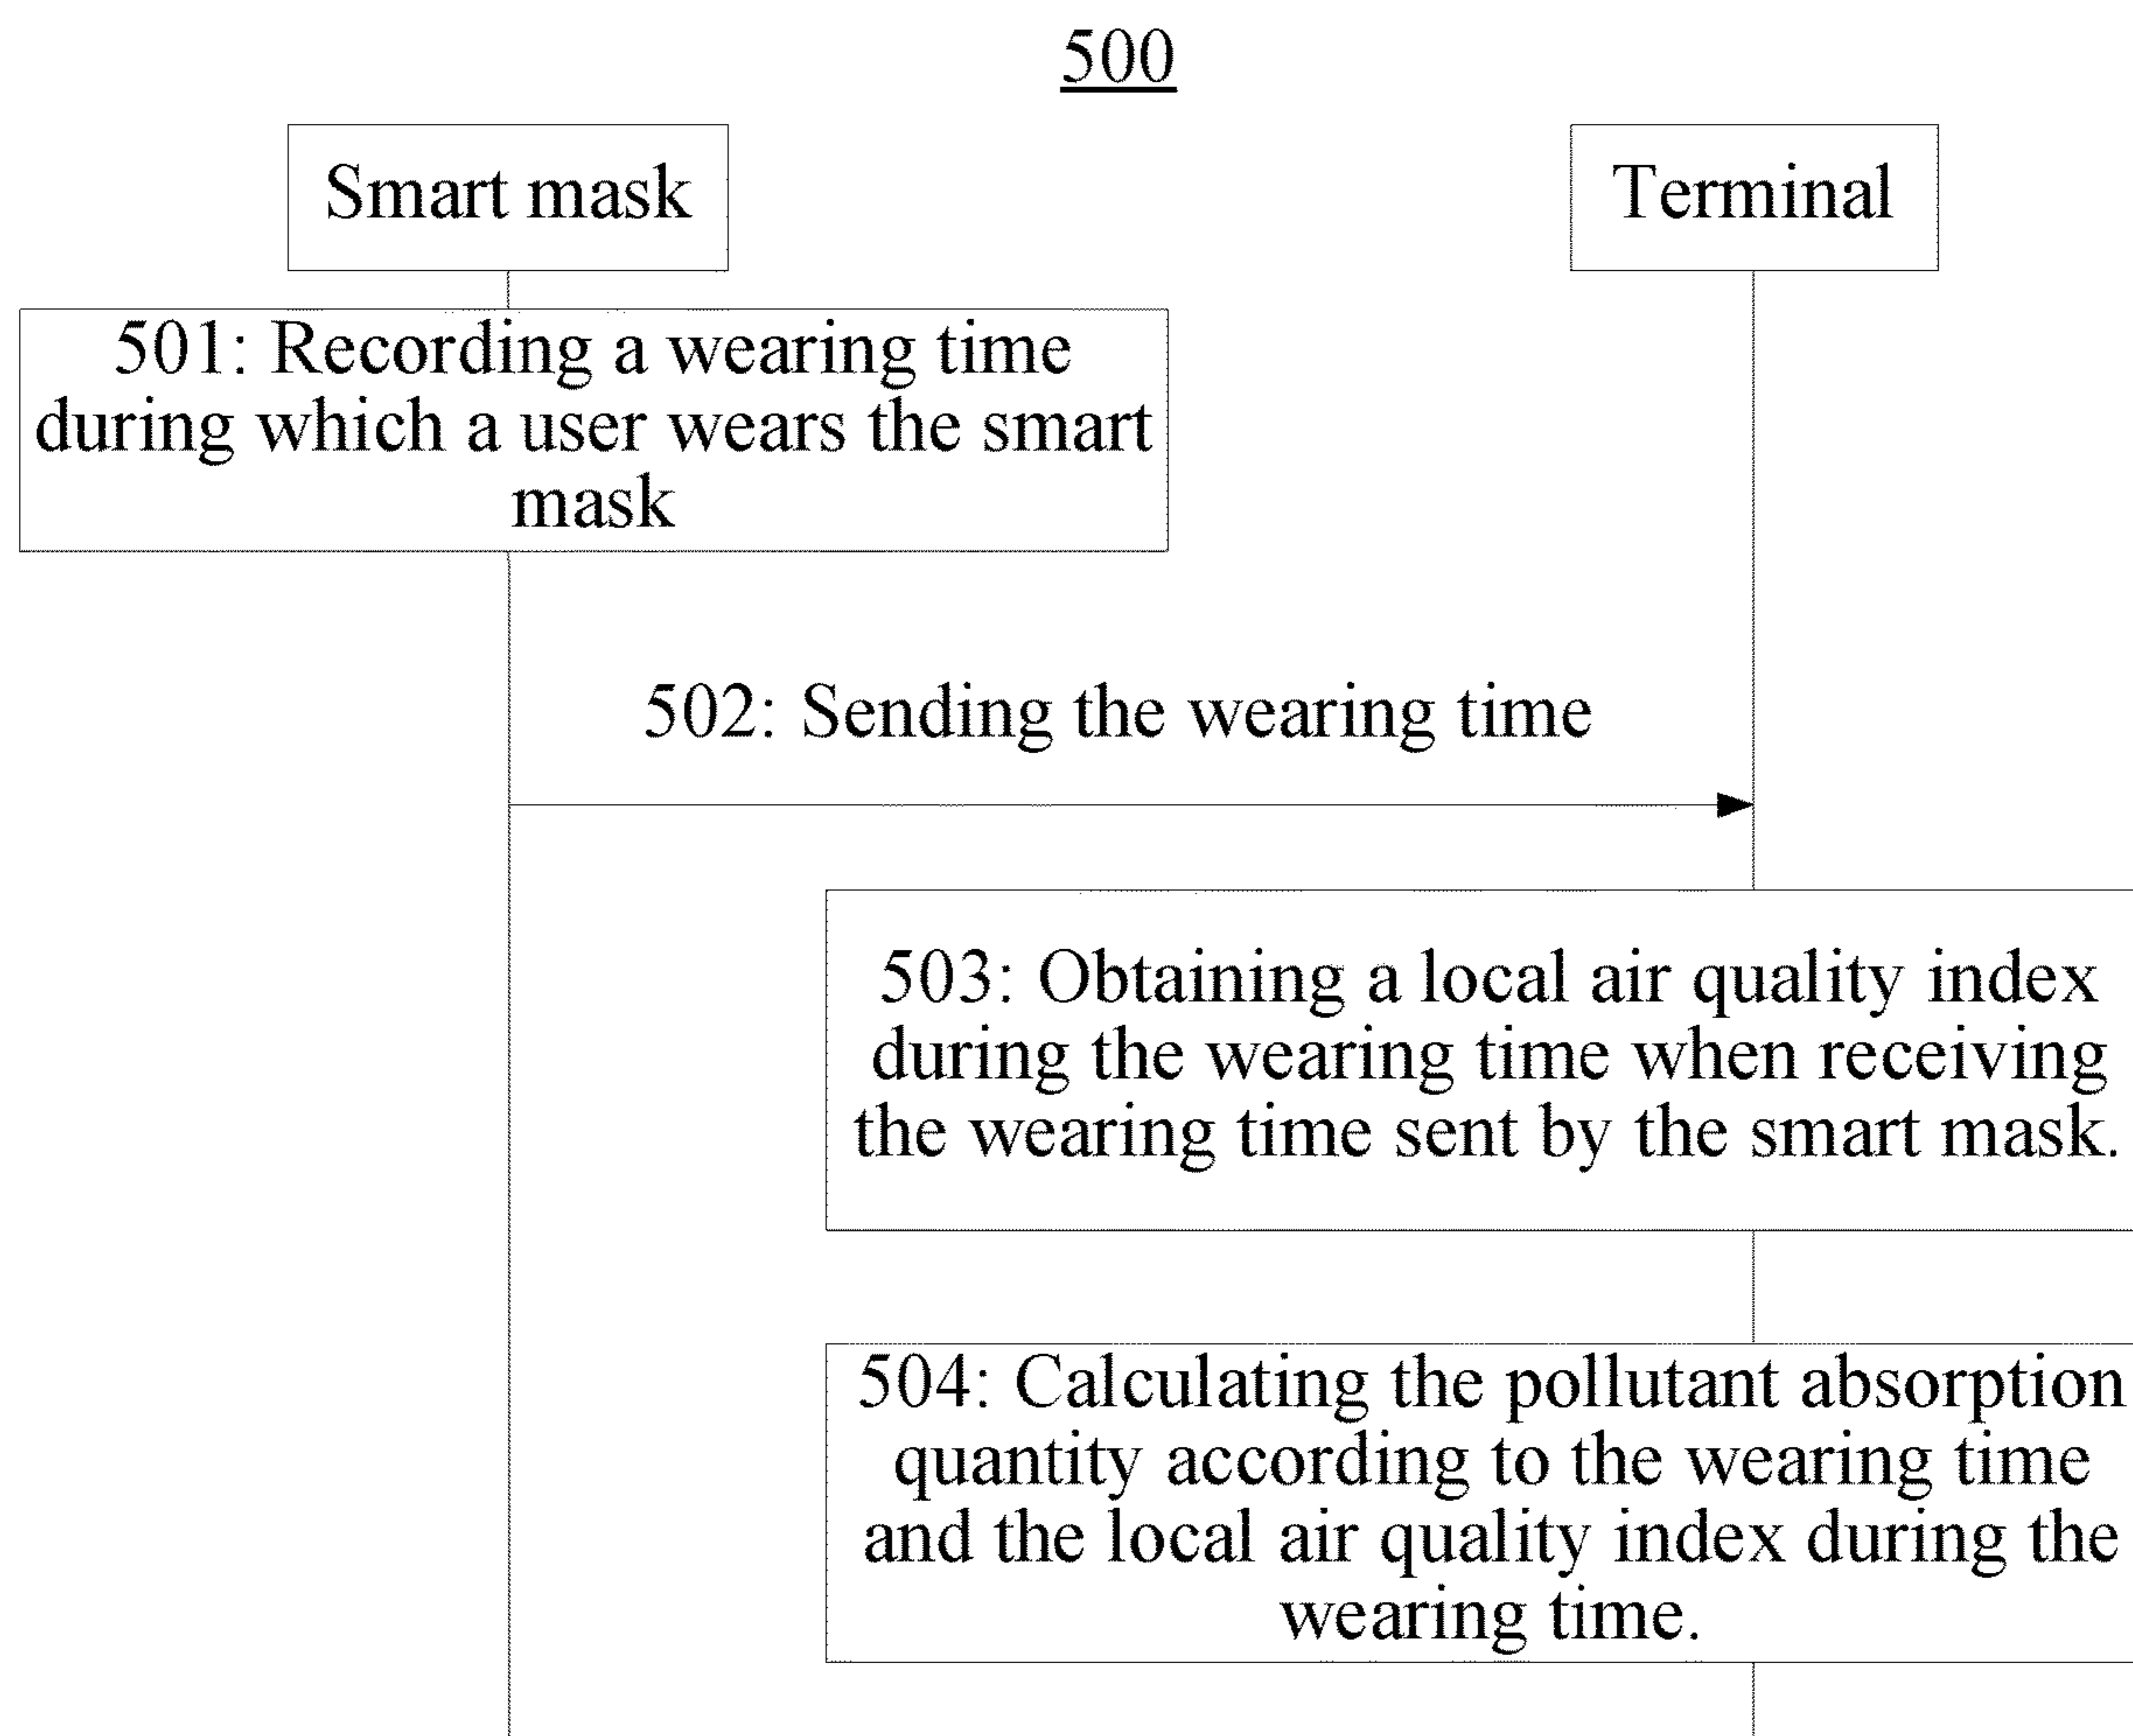 500
Smart mask
Terminal
501: Recording a wearing time
during which a user wears the smart
mask
502: Sending the wearing time
503: Obtaining a local air quality index
during the wearing time when receiving
the wearing time sent by the smart mask.
504: Calculating the pollutant absorption
quantity according to the wearing time
and the local air quality index during the
wearing time.